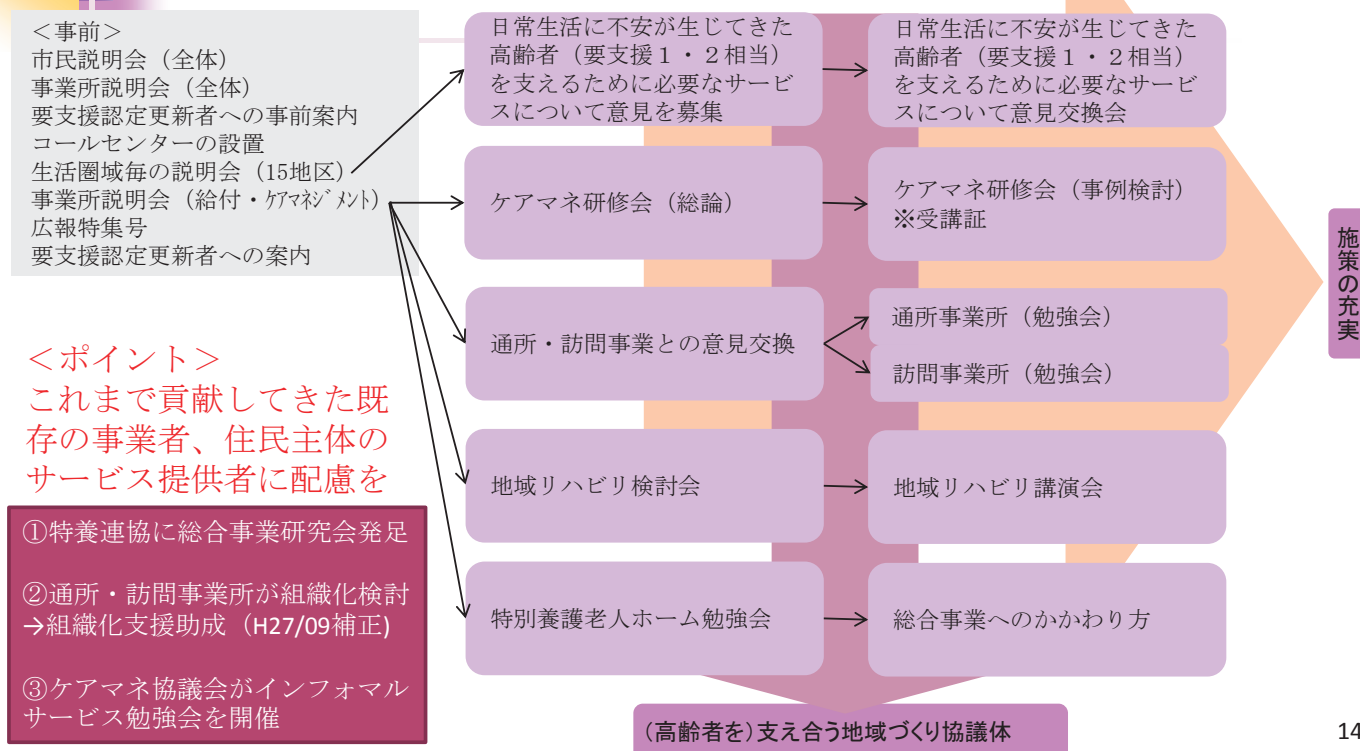 ＜事前＞
市民説明会（全体）
事業所説明会（全体）
要支援認定更新者への事前案内
コールセンターの設置
生活圏域毎の説明会（15地区）
事業所説明会（給付・ｹｱﾏﾈｼﾞﾒﾝﾄ）
広報特集号
要支援認定更新者への案内
日常生活に不安が生じてきた
高齢者（要支援１・２相当）
を支えるために必要なサービ
スについて意見を募集
日常生活に不安が生じてきた
高齢者（要支援１・２相当）
を支えるために必要なサービ
スについて意見交換会
ケアマネ研修会（総論）
ケアマネ研修会（事例検討）
※受講証
通所・訪問事業との意見交換
通所事業所（勉強会）
訪問事業所（勉強会）
地域リハビリ検討会
地域リハビリ講演会
特別養護老人ホーム勉強会
総合事業へのかかわり方
施策の充実
＜ポイント＞
これまで貢献してきた既
存の事業者、住民主体の
サービス提供者に配慮を
①特養連協に総合事業研究会発足
②通所・訪問事業所が組織化検討
→組織化支援助成（H27/09補正)
③ケアマネ協議会がインフォマル
サービス勉強会を開催
(高齢者を)支え合う地域づくり協議体
14